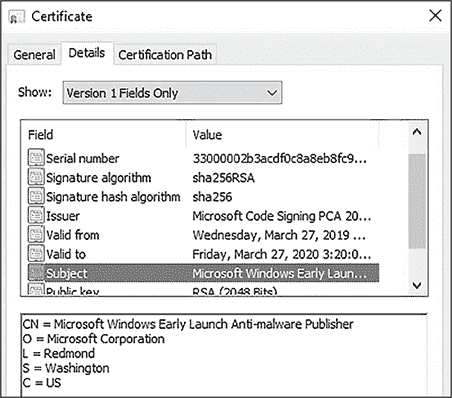 Certificate
General Details Certification Path
Show: Version 1 Fields Only
Field Value
Serial number 33000002b3acdf0c8a8eb8fc9...
Signature algorithm sha256RSA
Signature hash algorithm sha256
Issuer Microsoft Code Signing PCA 20...
Valid from Wednesday, March 27, 2019 ...
Valid to Friday, March 27, 2020 3:20:0...
Subject Microsoft Windows Early Laun...
Public key RSA (2048 Bits)
CN = Microsoft Windows Early Launch Anti-malware Publisher
O = Microsoft Corporation
L = Redmond
S = Washington
C = US